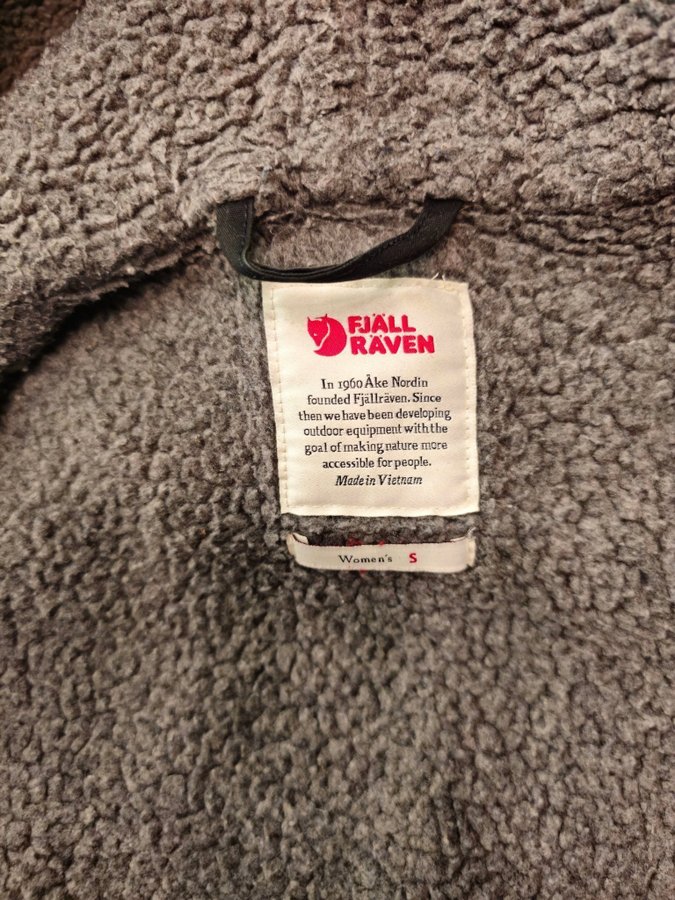 FJÄLL
RÄVEN
In 1960 Åke Nordin
founded Fjällräven. Since
then we have been developing
outdoor equipment with the
goal of making nature more
accessible for people.
Made in Vietnam
Women's S